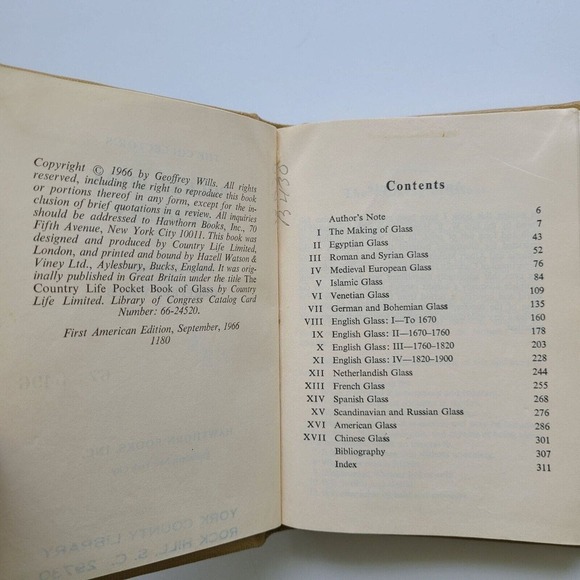 Copyright © 1966 by Geoffrey Wills. All rights
reserved, including the right to reproduce this book
or portions thereof in any form, except for the in-
clusion of brief quotations in a review. All inquiries
should be addressed to Hawthorn Books, Inc., 70
Fifth Avenue, New York City 10011. This book was
designed and produced by Country Life Limited,
London, and printed and bound by Hazell Watson &
Viney Ltd., Aylesbury, Bucks, England. It was orig-
inally published in Great Britain under the title The
Country Life Pocket Book of Glass by Country
Life Limited. Library of Congress Catalog Card
Number: 66-24520.
First American Edition, September, 1966
1180
YORK COUNTY LIBRARY
ROCK HILL, S. C. 29730
Contents
Author's Note 6
I The Making of Glass 7
II Egyptian Glass 43
III Roman and Syrian Glass 52
IV Medieval European Glass 76
V Islamic Glass 84
VI Venetian Glass 109
VII German and Bohemian Glass 135
VIII English Glass: I—To 1670 160
IX English Glass: II—1670–1760 178
X English Glass: III—1760–1820 203
XI English Glass: IV—1820–1900 228
XII Netherlandish Glass 244
XIII French Glass 255
XIV Spanish Glass 268
XV Scandinavian and Russian Glass 276
XVI American Glass 286
XVII Chinese Glass 301
Bibliography 307
Index 311